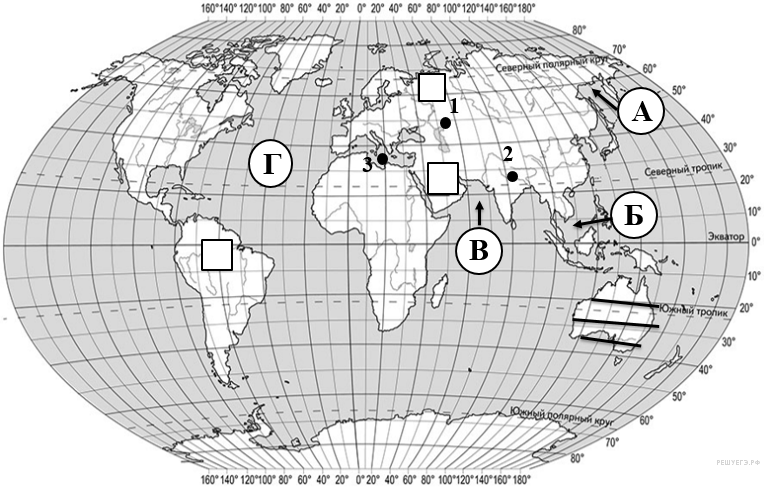 160°140°120°100° 80° 60° 40° 20° 0° 20° 40° 60° 80° 100°120°140°160°180°
80°
70°
Северный полярный круг
60°
50°
А
1
40°
30°
Г
3
2
Северный тропик
20°
Б
10°
Экватор
0°
В
10°
Южный тропик
20°
30°
40°
50°
Южный полярный круг
60°
70°
80°
160°140°120°100° 80° 60° 40° 20° 0° 20° 40° 60° 80° 100°120°140°160°180°
РЕШУЕГЭ.РФ